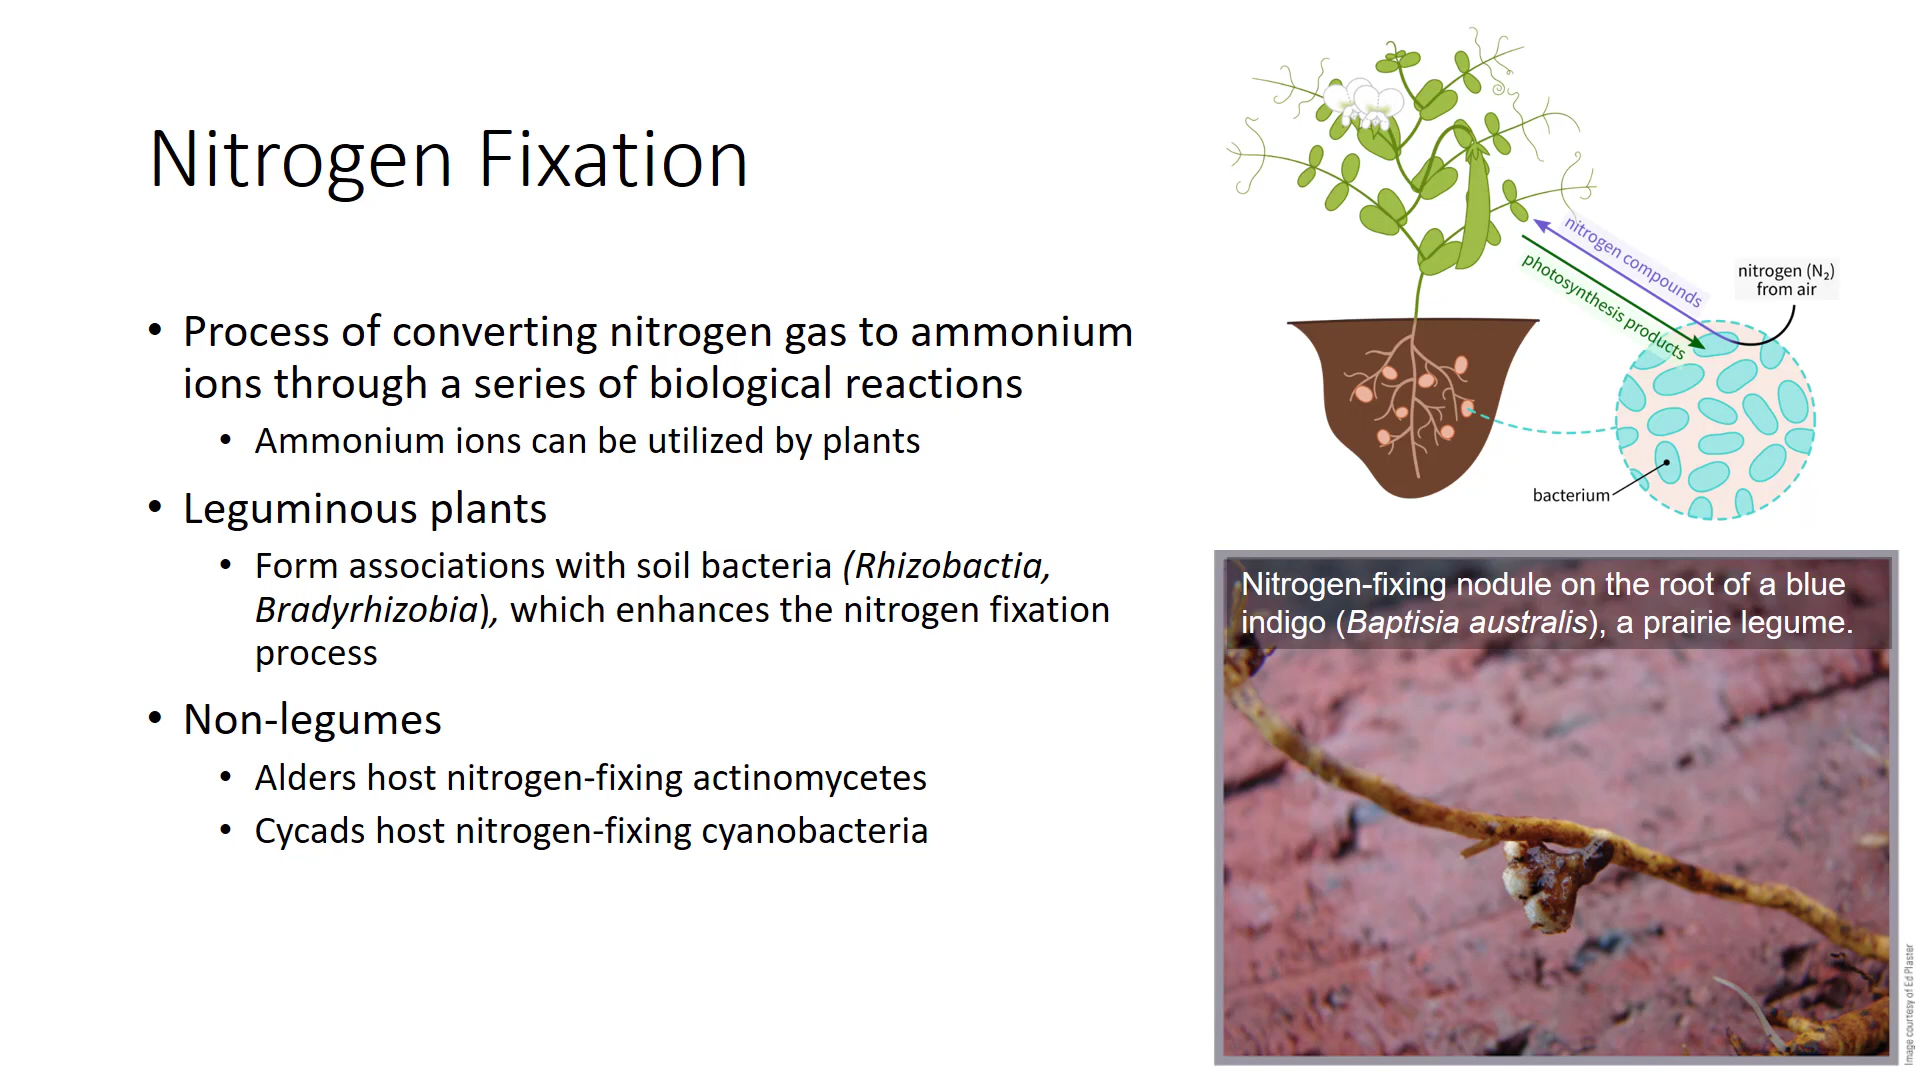 Nitrogen Fixation
• Process of converting nitrogen gas to ammonium
ions through a series of biological reactions
• Ammonium ions can be utilized by plants
• Leguminous plants
• Form associations with soil bacteria (Rhizobactia,
Bradyrhizobia), which enhances the nitrogen fixation
process
• Non-legumes
• Alders host nitrogen-fixing actinomycetes
• Cycads host nitrogen-fixing cyanobacteria
nitrogen compounds
photosynthesis products
nitrogen (N₂)
from air
bacterium
Nitrogen-fixing nodule on the root of a blue
indigo (Baptisia australis), a prairie legume.
Image courtesy of Ed Plaster